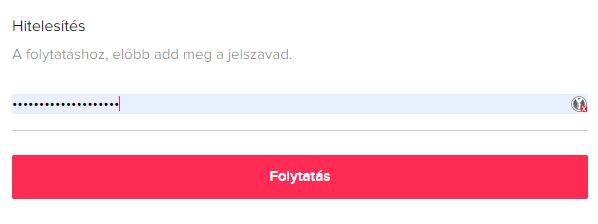 Hitelesítés
A folytatáshoz, előbb add meg a jelszavad.
••••••••••••••••••••
Folytatás